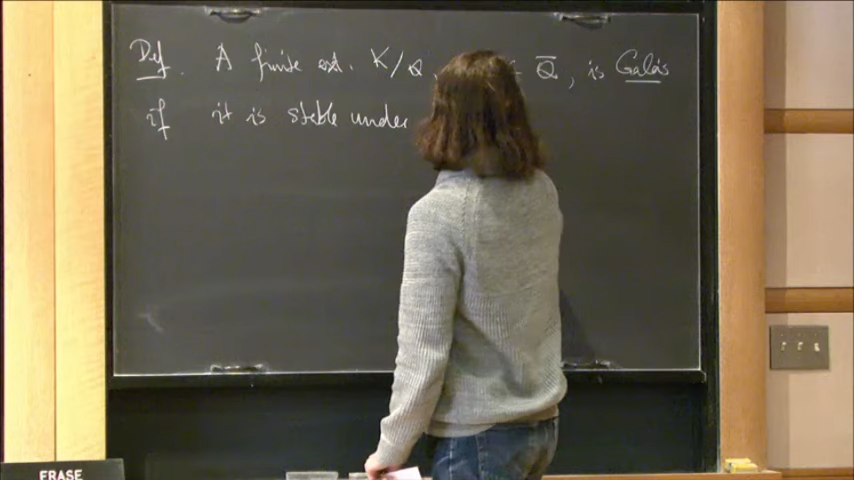 Def. A finite ext. K/Q, Q̄, is Galois
if it is stable under
ERASE